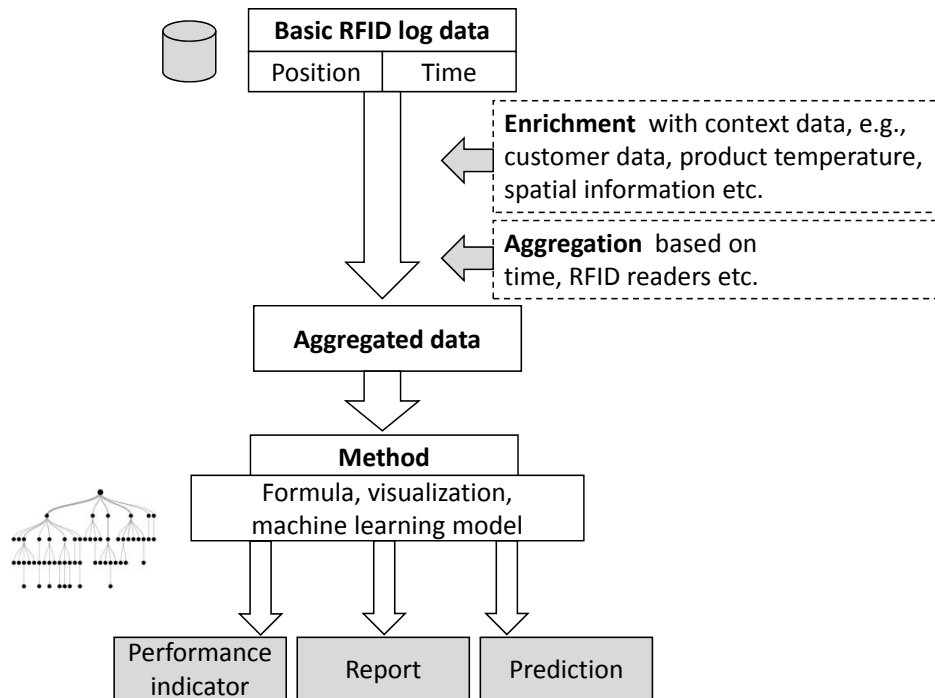 Basic RFID log data
Position
Time
Enrichment with context data, e.g.,
customer data, product temperature,
spatial information etc.
Aggregation based on
time, RFID readers etc.
Aggregated data
Method
Formula, visualization,
machine learning model
Performance
indicator
Report
Prediction